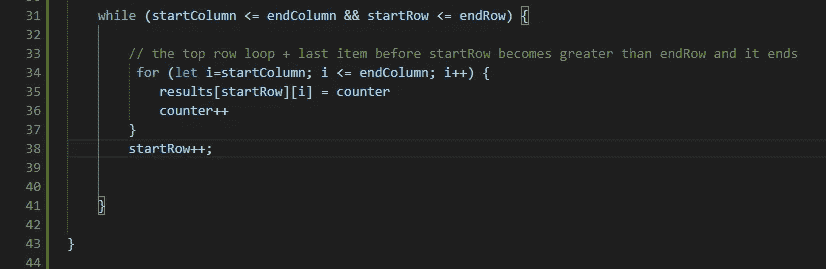 31 while (startColumn <= endColumn && startRow <= endRow) {
32
33 // the top row loop + last item before startRow becomes greater than endRow and it ends
34 for (let i=startColumn; i <= endColumn; i++) {
35 results[startRow][i] = counter
36 counter++
37 }
38 startRow++;
39
40
41 }
42
43 }
44